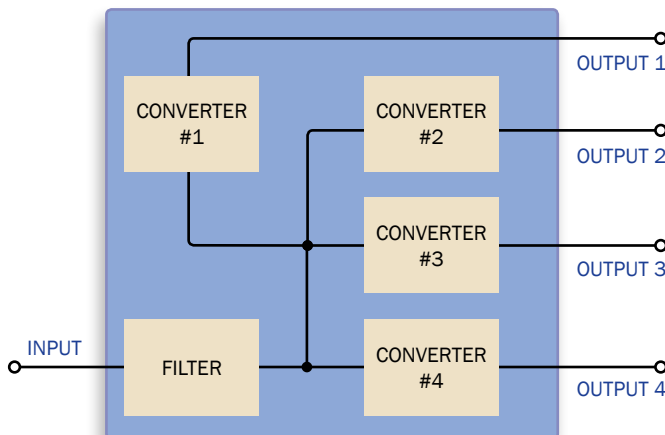 OUTPUT 1
CONVERTER
#1
CONVERTER
#2
OUTPUT 2
CONVERTER
#3
OUTPUT 3
INPUT
FILTER
CONVERTER
#4
OUTPUT 4